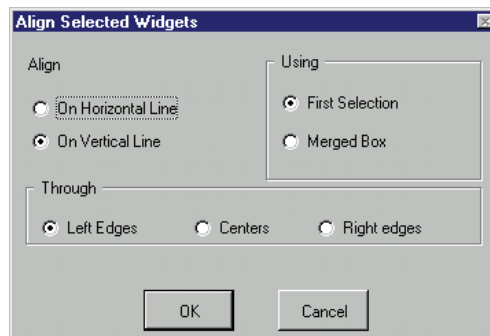 Align Selected Widgets
Align
Using
On Horizontal Line
First Selection
On Vertical Line
Merged Box
Through
Left Edges
Centers
Right edges
OK
Cancel